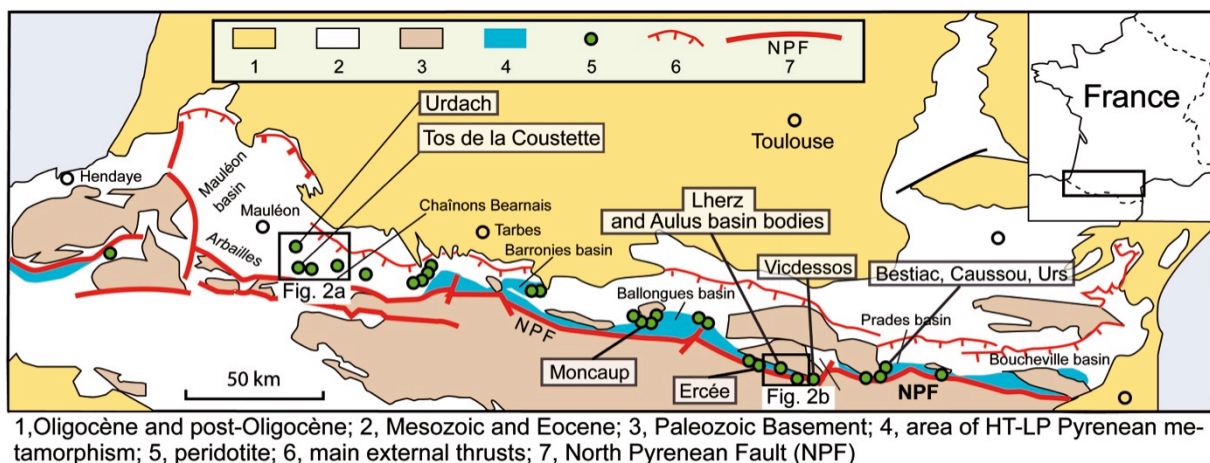 1 2 3 4 5 6 7
NPF
France
Urdach
Tos de la Coustette
Toulouse
Hendaye
Mauléon
basin
Mauléon
Arbailles
Chaînons Bearnais
Tarbes
Barronies basin
Lherz
and Aulus basin bodies
Vicdessos
Bestiac, Caussou, Urs
Fig. 2a
Ballongues basin
Prades basin
NPF
Boucheville basin
Moncaup
50 km
Ercée
Fig. 2b
NPF
1,Oligocène and post-Oligocène; 2, Mesozoic and Eocene; 3, Paleozoic Basement; 4, area of HT-LP Pyrenean me-
tamorphism; 5, peridotite; 6, main external thrusts; 7, North Pyrenean Fault (NPF)